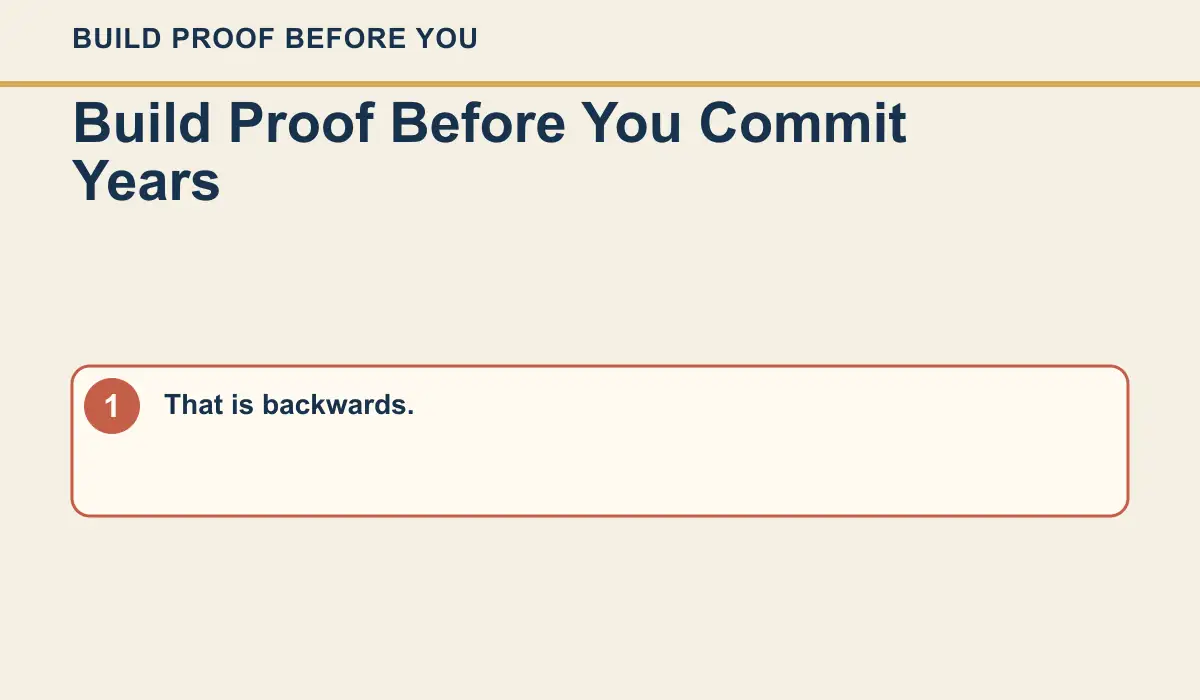 BUILD PROOF BEFORE YOU
Build Proof Before You Commit
Years
1
That is backwards.